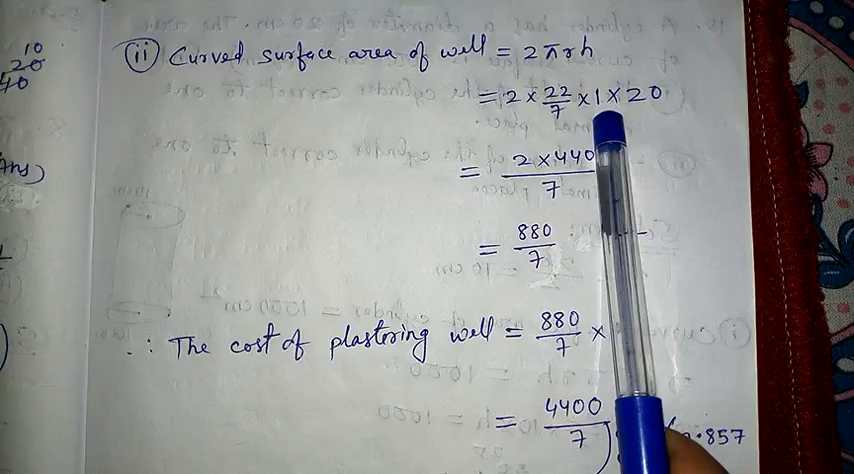 10
20
40
Ans)
(ii) Curved surface area of well = 2πrh
= 2 × 22/7 × 1 × 20
= 2 × 440/7
= 880/7
∴ The cost of plastering well = 880/7 ×
= 4400/7
.857